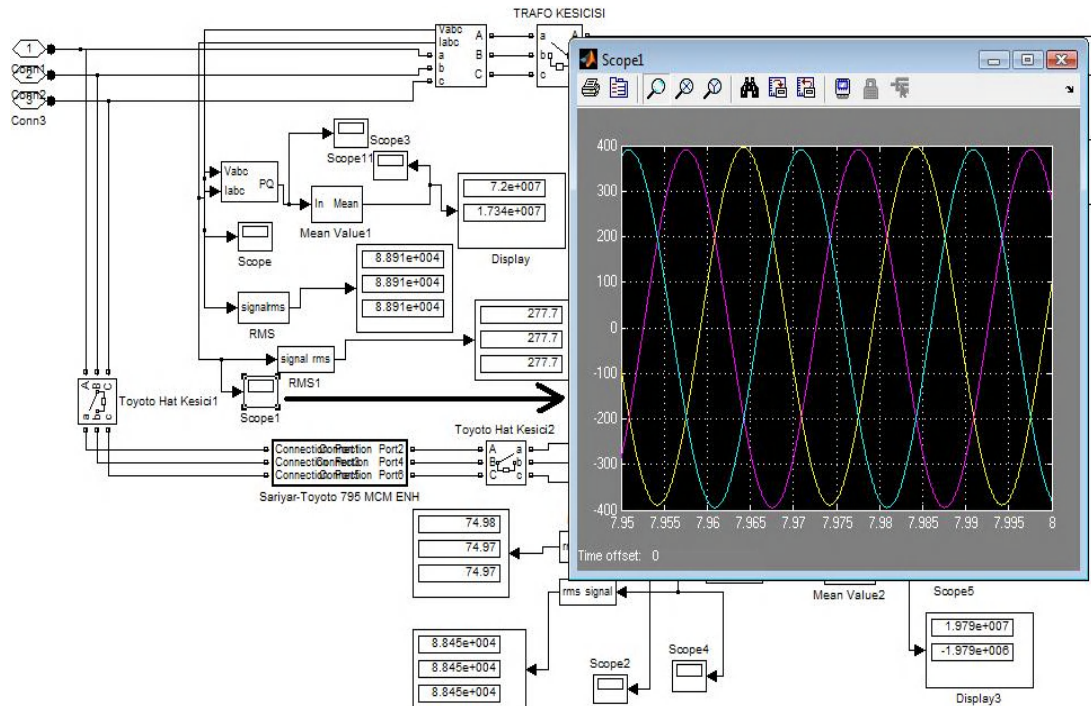 TRAFO KESICISI
Vabc
Iabc
a
b
c
A
B
C
a
b
c
1
Conn1
2
Conn2
3
Conn3
Scope1
Scope3
Scope11
Vabc
Iabc
PQ
In Mean
Mean Value1
7.2e+007
1.734e+007
Display
Scope
8.891e+004
8.891e+004
8.891e+004
signal rms
RMS
277.7
277.7
277.7
signal rms
RMS1
Scope1
A B C
a b c
Toyoto Hat Kesici1
400
300
200
100
0
-100
-200
-300
-400
7.95 7.955 7.96 7.965 7.97 7.975 7.98 7.985 7.99 7.995 8
Time offset: 0
Toyoto Hat Kesici2
A a
B b
C c
Port2
Port4
Port6
Sariyar-Toyoto 795 MCM ENH
74.98
74.97
74.97
rms signal
Mean Value2
Scope5
8.845e+004
8.845e+004
8.845e+004
Scope2
Scope4
1.979e+007
-1.979e+006
Display3